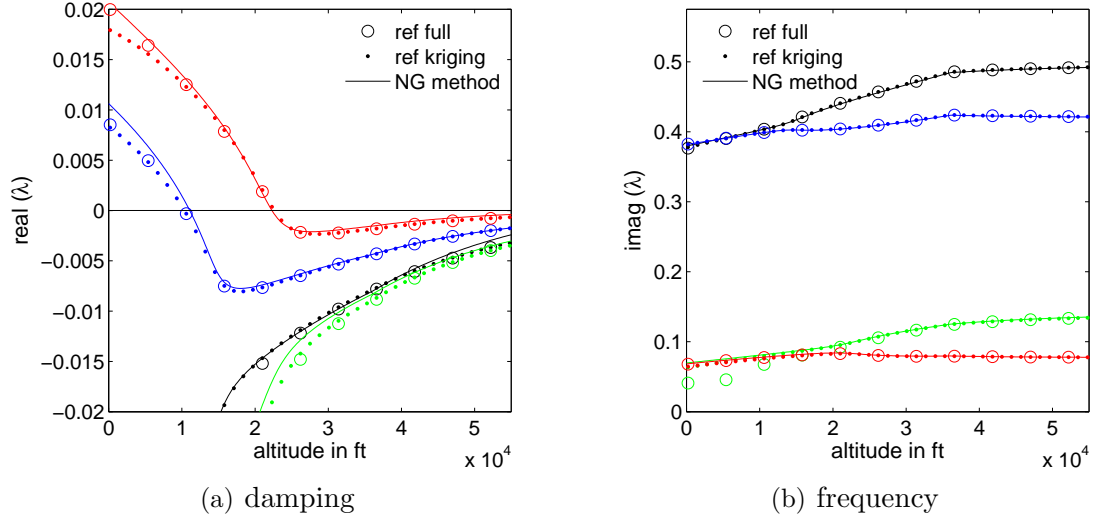 0.02
0.015
0.01
0.005
0
−0.005
−0.01
−0.015
−0.02
real (λ)
ref full
ref kriging
NG method
0 1 2 3 4 5
altitude in ft
x 10^4
(a) damping
0.5
0.4
0.3
0.2
0.1
0
imag (λ)
ref full
ref kriging
NG method
0 1 2 3 4 5
altitude in ft
x 10^4
(b) frequency